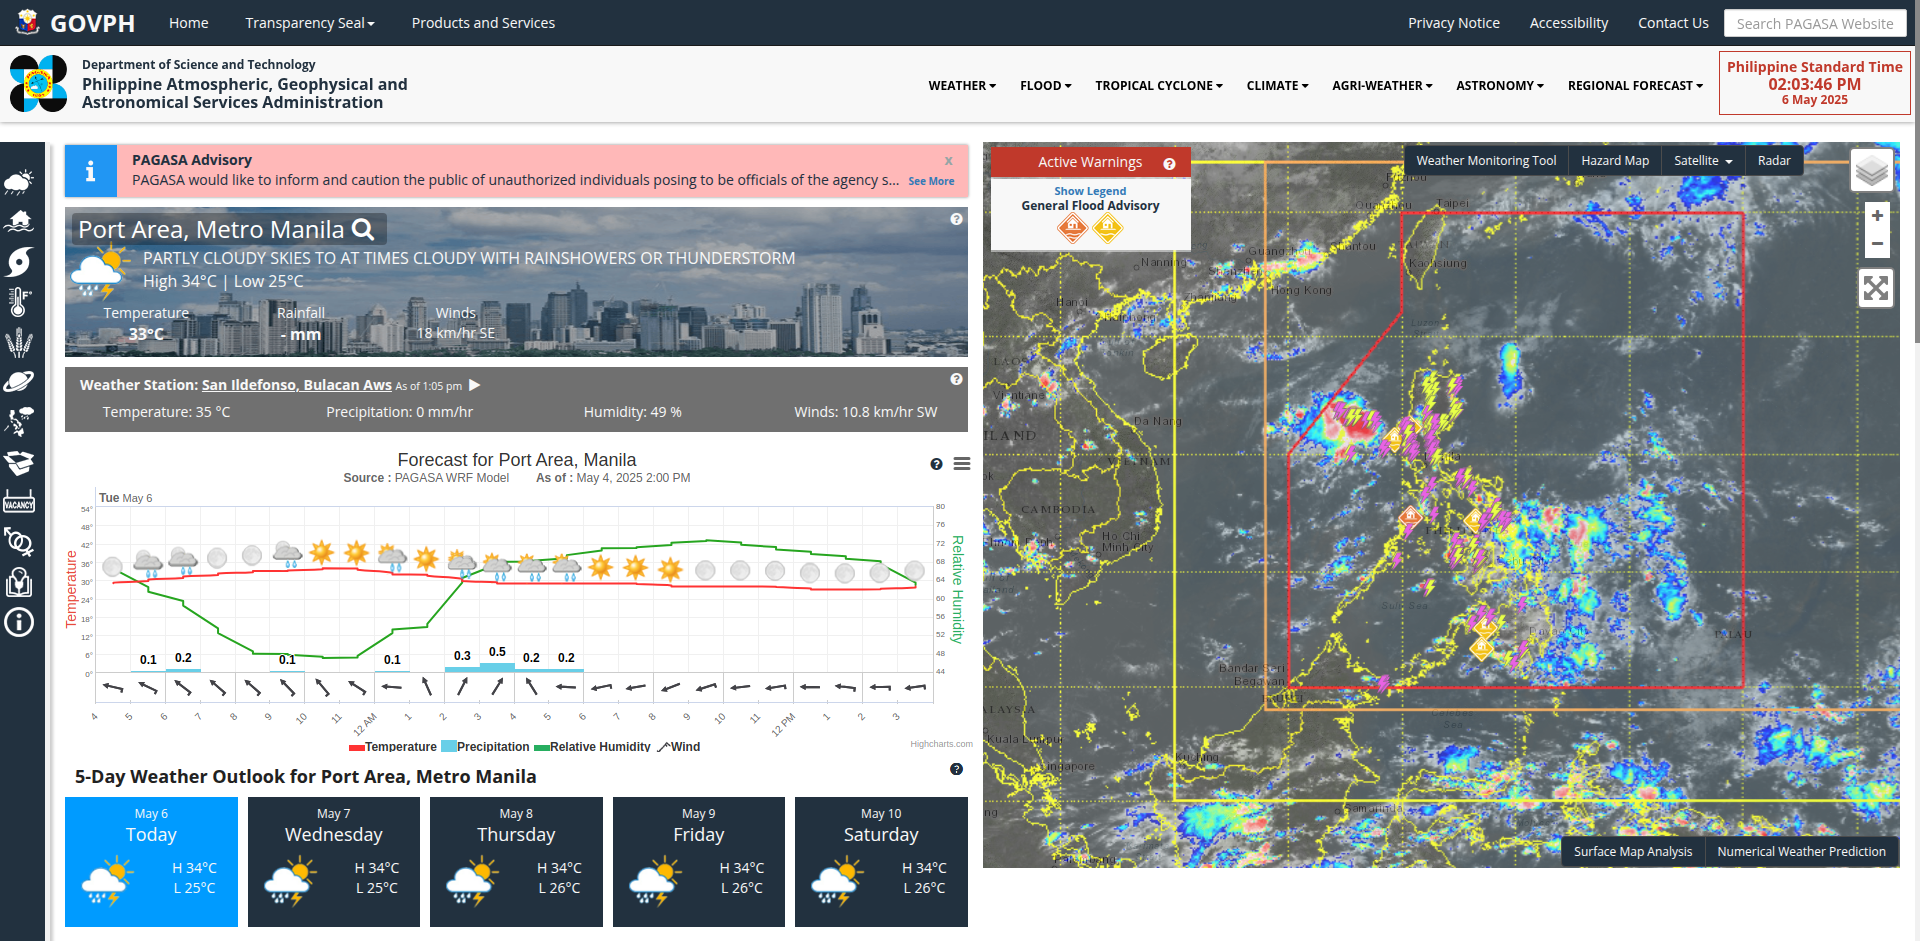 GOVPH
Home
Transparency Seal
Products and Services
Privacy Notice
Accessibility
Contact Us
Search PAGASA Website
Department of Science and Technology
Philippine Atmospheric, Geophysical and
Astronomical Services Administration
WEATHER
FLOOD
TROPICAL CYCLONE
CLIMATE
AGRI-WEATHER
ASTRONOMY
REGIONAL FORECAST
Philippine Standard Time
02:03:46 PM
6 May 2025
PAGASA Advisory
x
PAGASA would like to inform and caution the public of unauthorized individuals posing to be officials of the agency s...
See More
Port Area, Metro Manila
PARTLY CLOUDY SKIES TO AT TIMES CLOUDY WITH RAINSHOWERS OR THUNDERSTORM
High 34°C | Low 25°C
Temperature
Rainfall
Winds
33°C
- mm
18 km/hr SE
Weather Station: San Ildefonso, Bulacan Aws As of 1:05 pm
Temperature: 35 °C
Precipitation: 0 mm/hr
Humidity: 49 %
Winds: 10.8 km/hr SW
Forecast for Port Area, Manila
Source : PAGASA WRF Model As of : May 4, 2025 2:00 PM
Tue May 6
54°
48°
42°
36°
30°
24°
18°
12°
6°
0°
Temperature
80
76
72
68
64
60
56
52
48
44
Relative Humidity
0.1
0.2
0.1
0.1
0.3
0.5
0.2
0.2
4
5
6
7
8
9
10
11
12 AM
1
2
3
4
5
6
7
8
9
10
11
12 PM
1
2
3
Temperature
Precipitation
Relative Humidity
Wind
Highcharts.com
5-Day Weather Outlook for Port Area, Metro Manila
May 6
Today
H 34°C
L 25°C
May 7
Wednesday
H 34°C
L 25°C
May 8
Thursday
H 34°C
L 26°C
May 9
Friday
H 34°C
L 26°C
May 10
Saturday
H 34°C
L 26°C
VACANCY
Active Warnings
Show Legend
General Flood Advisory
Weather Monitoring Tool
Hazard Map
Satellite
Radar
+
−
Taipei
Kaohsiung
Nanning
Hong Kong
Hanoi
LAOS
Vientiane
Da Nang
VIETNAM
CAMBODIA
Ho Chi
Minh City
Sulu Sea
PALAU
Bandar Seri
Begawan
Celebes
Sea
Kuala Lumpur
Kuching
Samarinda
Surface Map Analysis
Numerical Weather Prediction